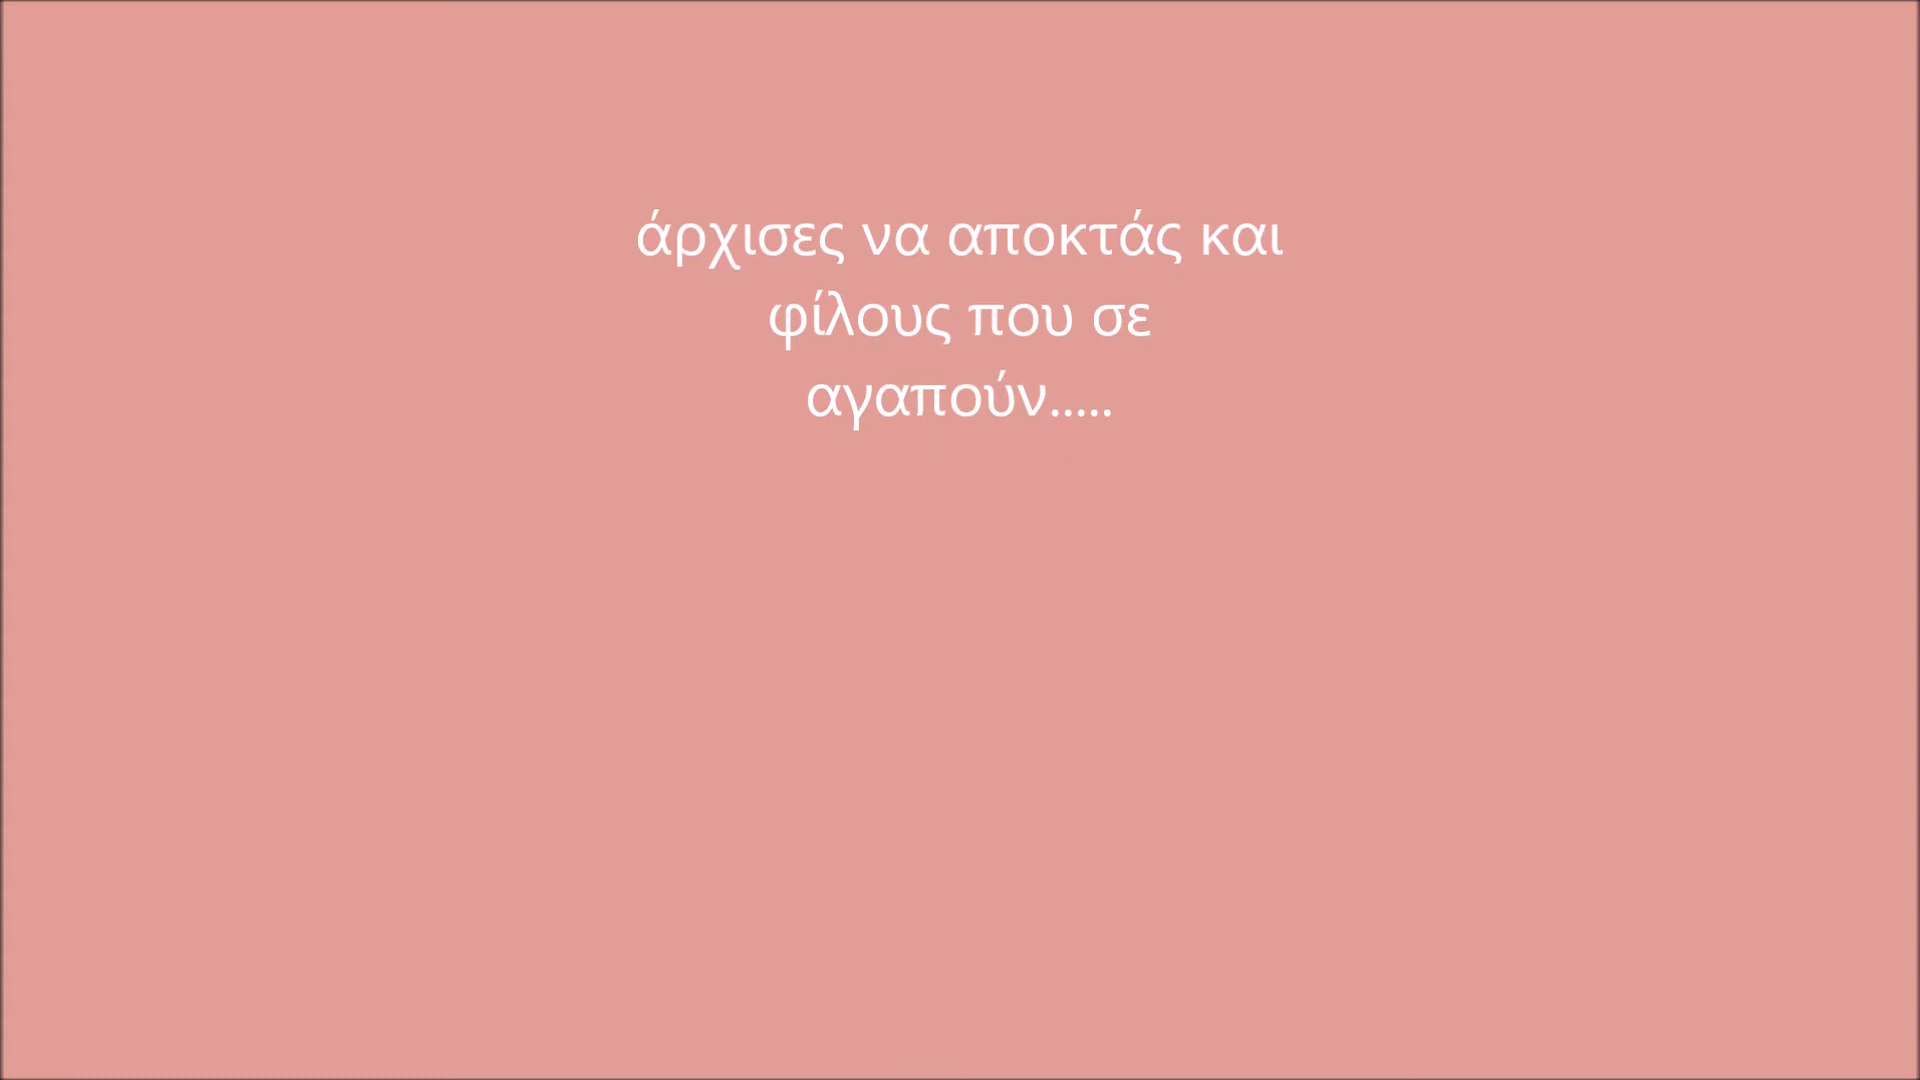 άρχισες να αποκτάς και
φίλους που σε
αγαπούν.....